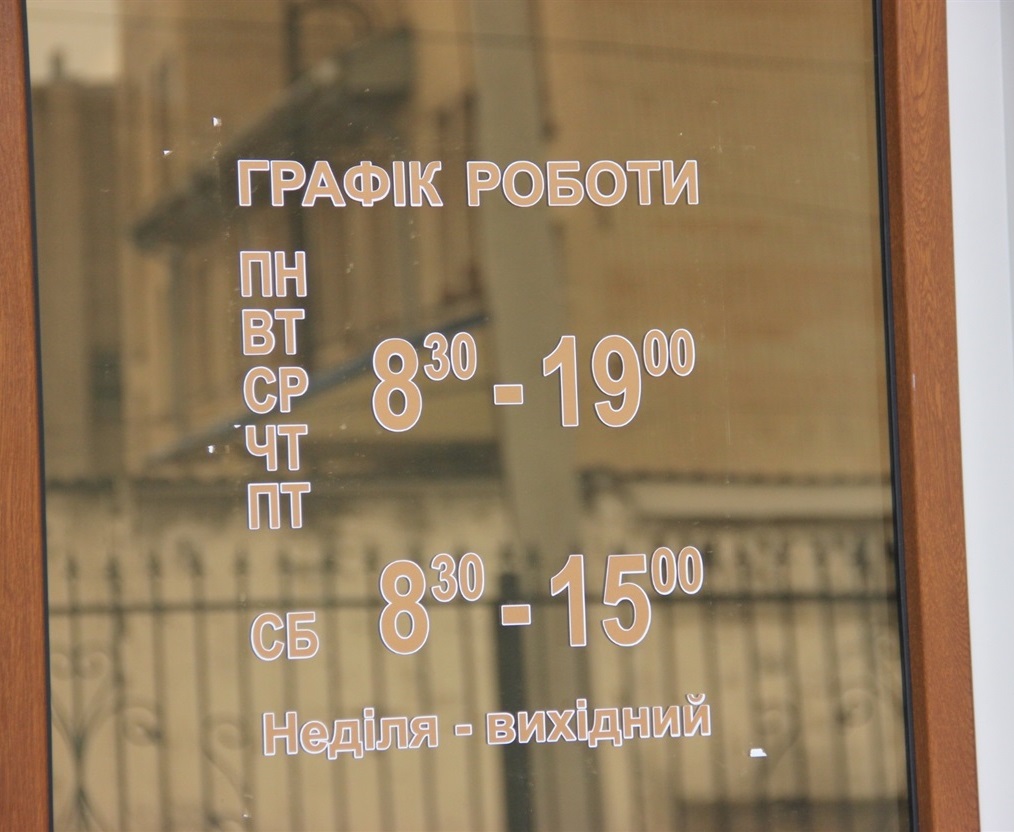 ГРАФІК РОБОТИ
ПН
ВТ
СР
ЧТ
ПТ
8³⁰ - 19⁰⁰
СБ 8³⁰ - 15⁰⁰
Неділя - вихідний